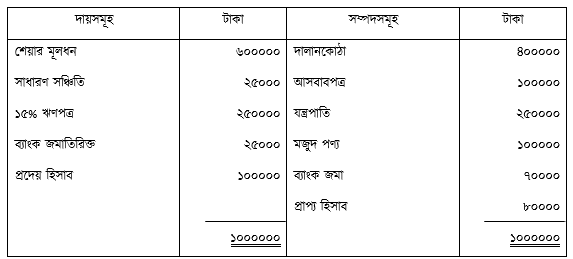 দায়সমূহ টাকা সম্পদসমূহ টাকা
শেয়ার মূলধন ৬০০০০০ দালানকোঠা ৪০০০০০
সাধারণ সঞ্চিতি ২৫০০০ আসবাবপত্র ১০০০০০
১৫% ঋণপত্র ২৫০০০০ যন্ত্রপাতি ২৫০০০০
ব্যাংক জমাতিরিক্ত ২৫০০০ মজুদ পণ্য ১০০০০০
প্রদেয় হিসাব ১০০০০০ ব্যাংক জমা ৭০০০০
প্রাপ্য হিসাব ৮০০০০
১০০০০০০ ১০০০০০০